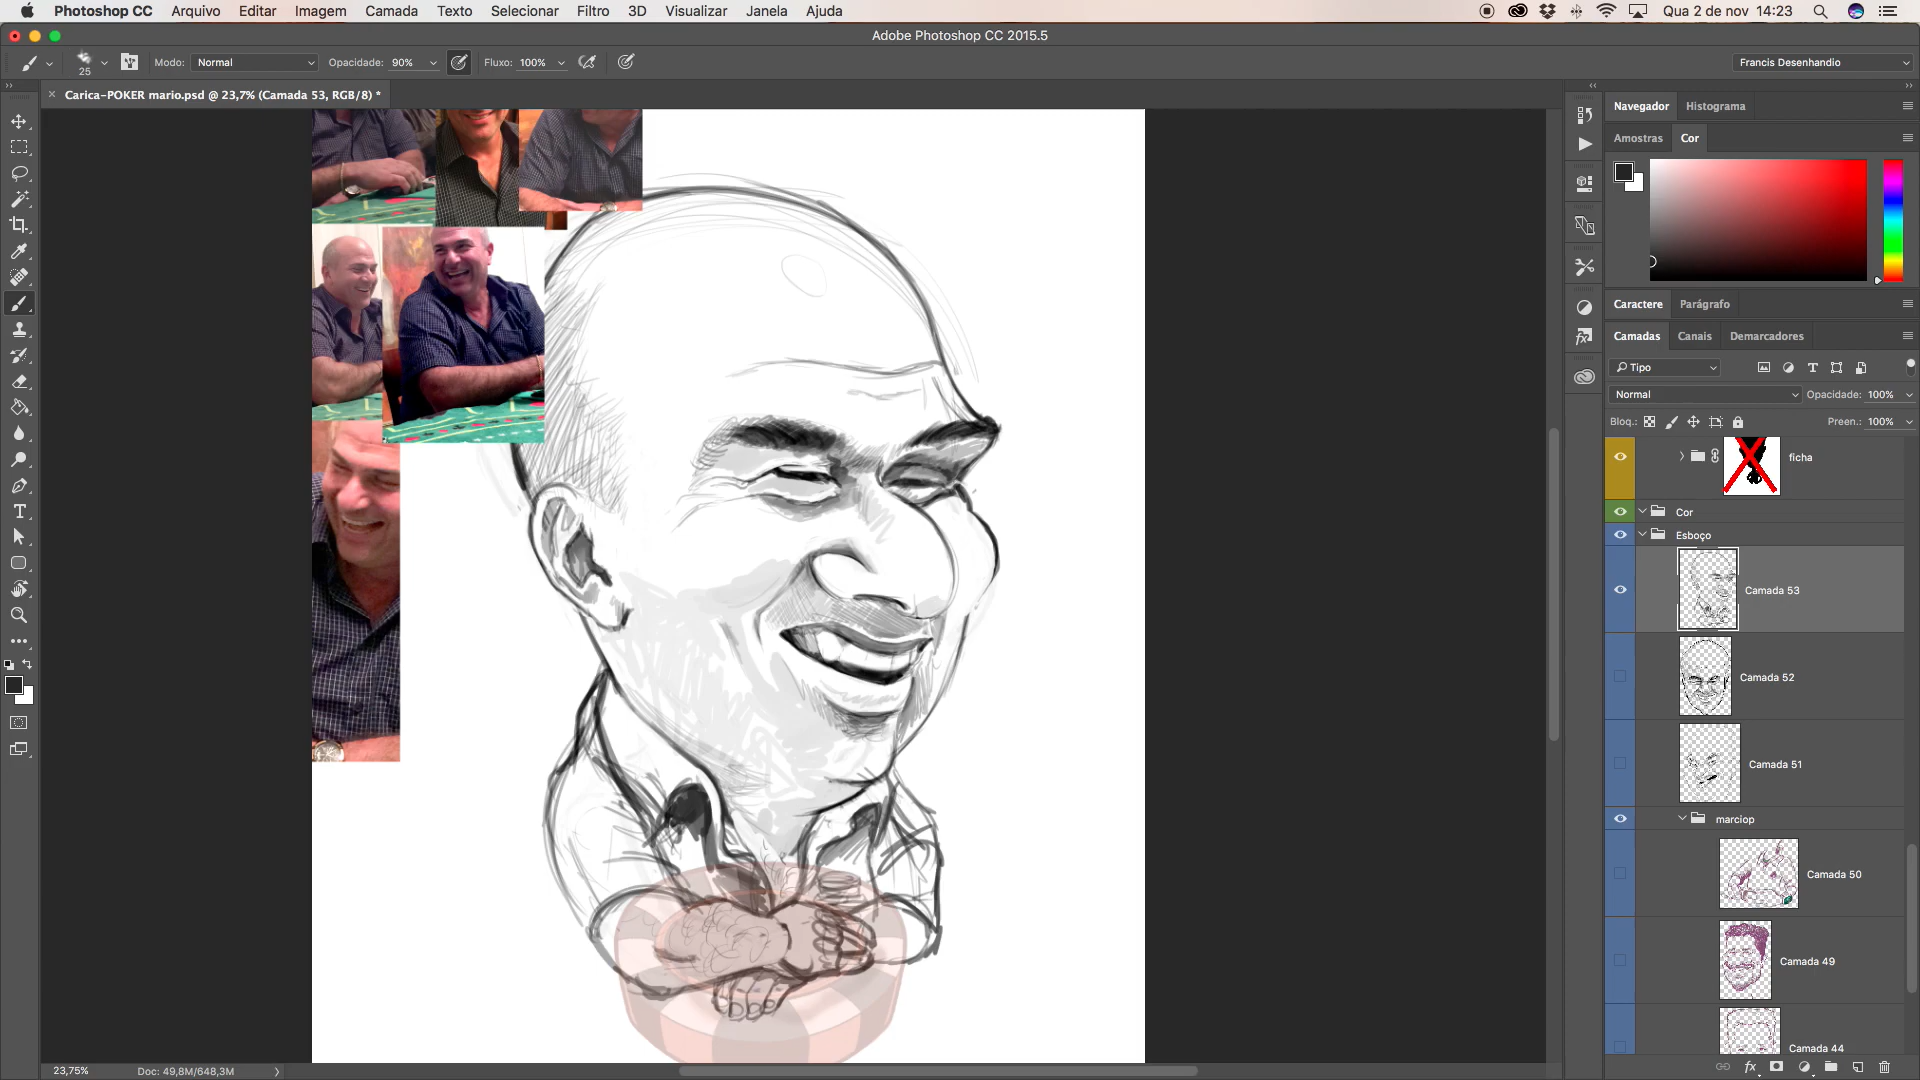 Photoshop CC Arquivo Editar Imagem Camada Texto Selecionar Filtro 3D Visualizar Janela Ajuda Qua 2 de nov 14:23
Adobe Photoshop CC 2015.5
25 Modo: Normal Opacidade: 90% Fluxo: 100% Francis Desenhandio
Carica-POKER mario.psd @ 23,7% (Camada 53, RGB/8) *
Navegador Histograma
Amostras Cor
Caractere Parágrafo
Camadas Canais Demarcadores
Tipo
Normal Opacidade: 100%
Bloq.: Preen.: 100%
ficha
Cor
Esboço
Camada 53
Camada 52
Camada 51
marciop
Camada 50
Camada 49
Camada 44
23,75% Doc: 49,8M/648,3M